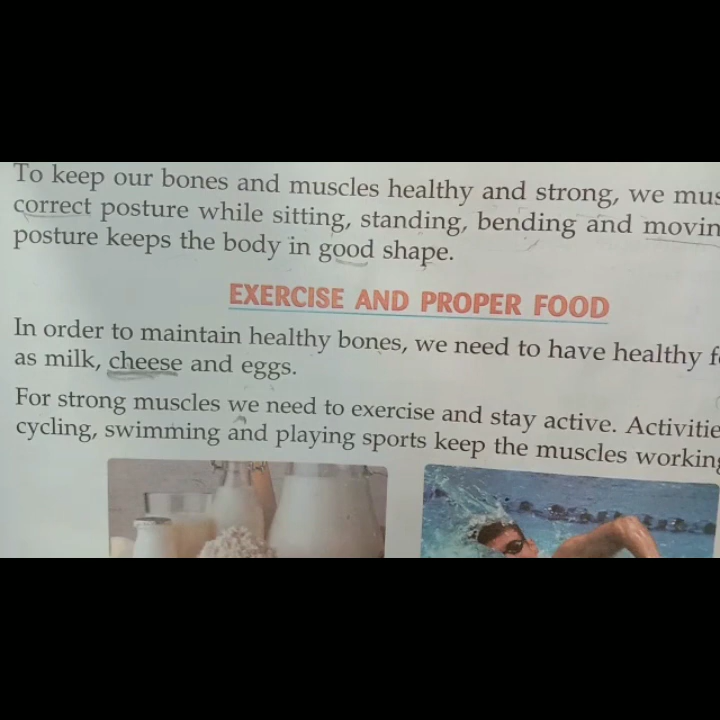 To keep our bones and muscles healthy and strong, we
correct posture while sitting, standing, bending and
posture keeps the body in good shape.
EXERCISE AND PROPER FOOD
In order to maintain healthy bones, we need to have healthy
as milk, cheese and eggs.
For strong muscles we need to exercise and stay active.
cycling, swimming and playing sports keep the muscles